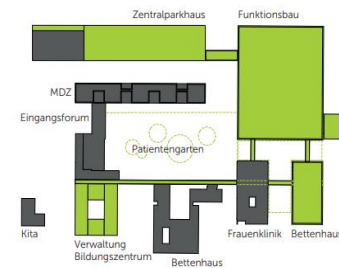 Zentralparkhaus
Funktionsbau
MDZ
Eingangsforum
Patientengarten
Kita
Verwaltung
Bildungszentrum
Bettenhaus
Frauenklinik
Bettenhaus